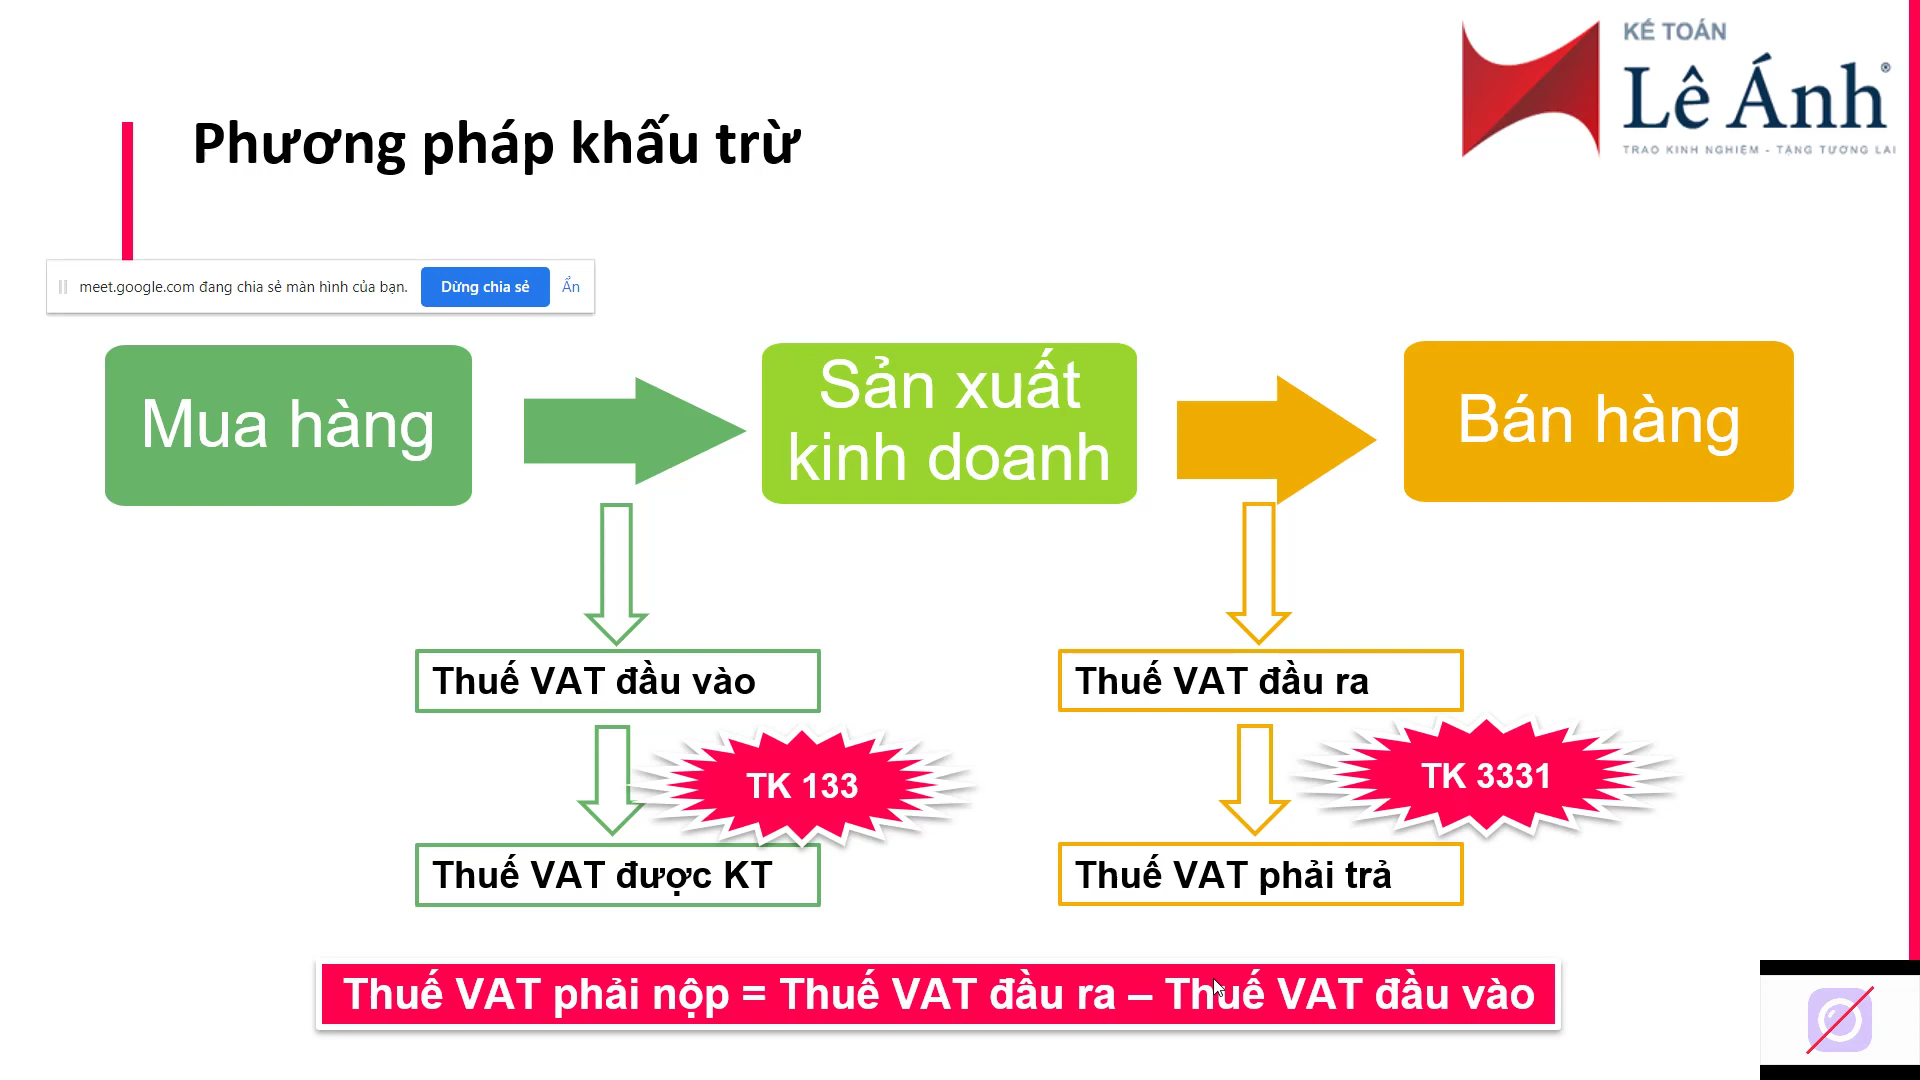 KẾ TOÁN
Lê Ánh®
TRAO KINH NGHIỆM - TẶNG TƯƠNG LAI
Phương pháp khấu trừ
meet.google.com đang chia sẻ màn hình của bạn. Dừng chia sẻ Ẩn
Mua hàng
Sản xuất
kinh doanh
Bán hàng
Thuế VAT đầu vào
Thuế VAT đầu ra
TK 133
TK 3331
Thuế VAT được KT
Thuế VAT phải trả
Thuế VAT phải nộp = Thuế VAT đầu ra – Thuế VAT đầu vào